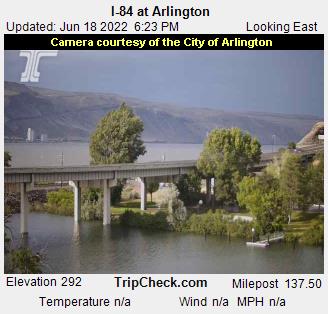 I-84 at Arlington
Updated: Jun 18 2022 6:23 PM Looking East
Camera courtesy of the City of Arlington
Elevation 292 TripCheck.com Milepost 137.50
Temperature n/a Wind n/a MPH n/a